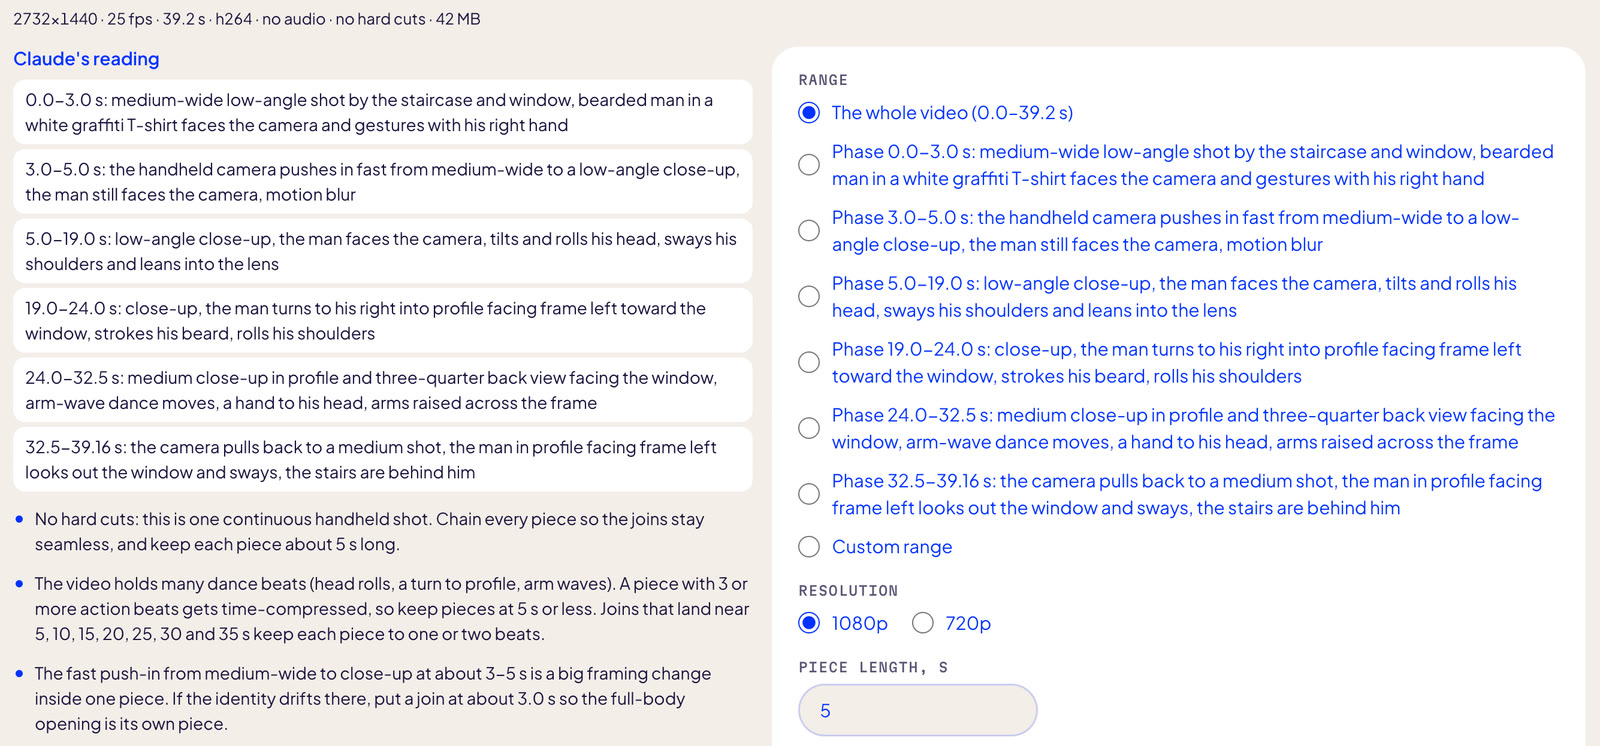 2732×1440 · 25 fps · 39.2 s · h264 · no audio · no hard cuts · 42 MB
Claude's reading
0.0–3.0 s: medium-wide low-angle shot by the staircase and window, bearded man in a
white graffiti T-shirt faces the camera and gestures with his right hand
3.0–5.0 s: the handheld camera pushes in fast from medium-wide to a low-angle close-up,
the man still faces the camera, motion blur
5.0–19.0 s: low-angle close-up, the man faces the camera, tilts and rolls his head, sways his
shoulders and leans into the lens
19.0–24.0 s: close-up, the man turns to his right into profile facing frame left toward the
window, strokes his beard, rolls his shoulders
24.0–32.5 s: medium close-up in profile and three-quarter back view facing the window,
arm-wave dance moves, a hand to his head, arms raised across the frame
32.5–39.16 s: the camera pulls back to a medium shot, the man in profile facing frame left
looks out the window and sways, the stairs are behind him
No hard cuts: this is one continuous handheld shot. Chain every piece so the joins stay
seamless, and keep each piece about 5 s long.
The video holds many dance beats (head rolls, a turn to profile, arm waves). A piece with 3 or
more action beats gets time-compressed, so keep pieces at 5 s or less. Joins that land near
5, 10, 15, 20, 25, 30 and 35 s keep each piece to one or two beats.
The fast push-in from medium-wide to close-up at about 3–5 s is a big framing change
inside one piece. If the identity drifts there, put a join at about 3.0 s so the full-body
opening is its own piece.
RANGE
The whole video (0.0–39.2 s)
Phase 0.0–3.0 s: medium-wide low-angle shot by the staircase and window, bearded
man in a white graffiti T-shirt faces the camera and gestures with his right hand
Phase 3.0–5.0 s: the handheld camera pushes in fast from medium-wide to a low-
angle close-up, the man still faces the camera, motion blur
Phase 5.0–19.0 s: low-angle close-up, the man faces the camera, tilts and rolls his
head, sways his shoulders and leans into the lens
Phase 19.0–24.0 s: close-up, the man turns to his right into profile facing frame left
toward the window, strokes his beard, rolls his shoulders
Phase 24.0–32.5 s: medium close-up in profile and three-quarter back view facing the
window, arm-wave dance moves, a hand to his head, arms raised across the frame
Phase 32.5–39.16 s: the camera pulls back to a medium shot, the man in profile facing
frame left looks out the window and sways, the stairs are behind him
Custom range
RESOLUTION
1080p 720p
PIECE LENGTH, S
5